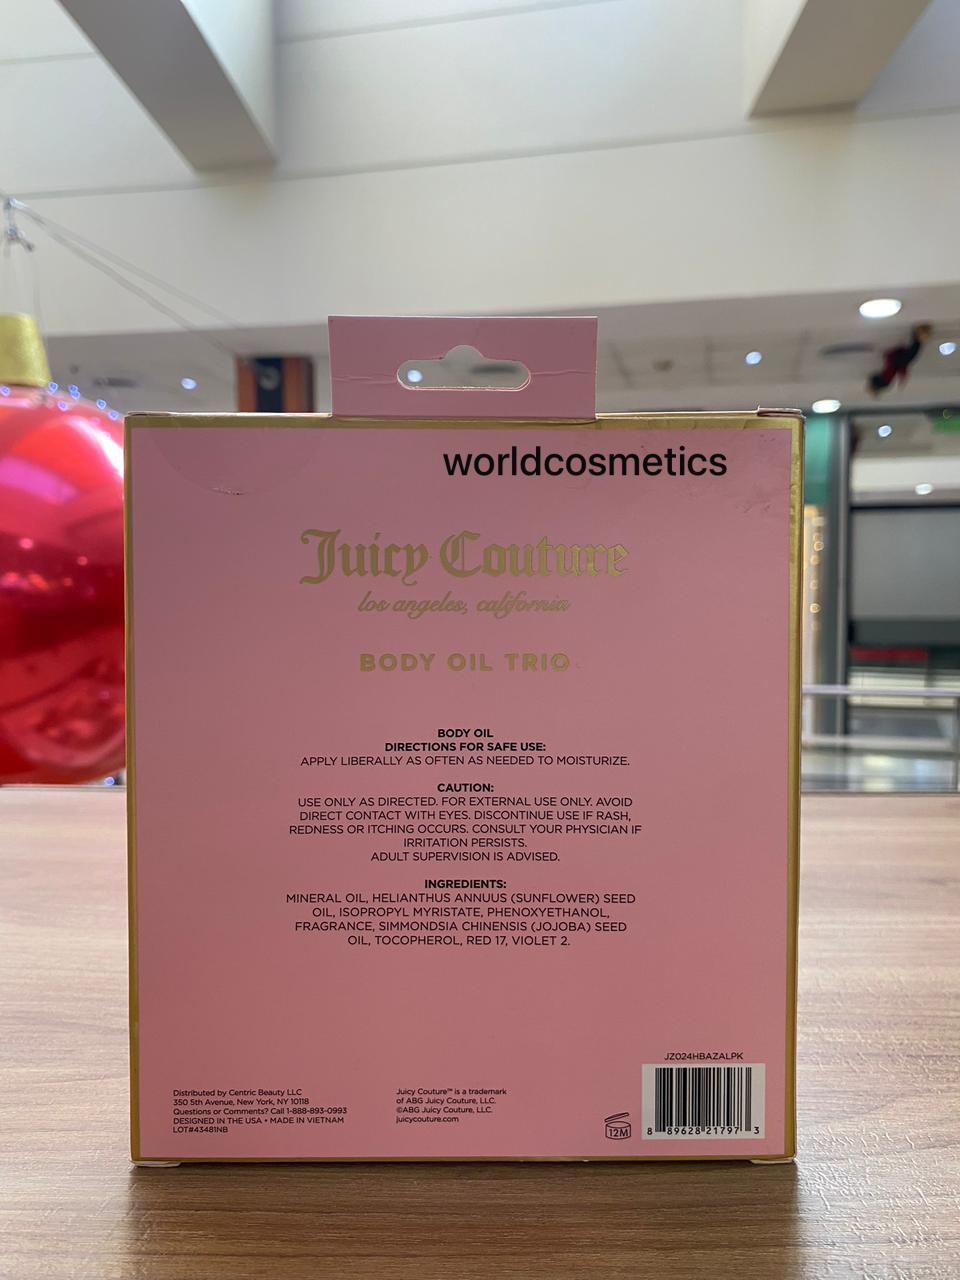 worldcosmetics
Juicy Couture
los angeles, california
BODY OIL TRIO
BODY OIL
DIRECTIONS FOR SAFE USE:
APPLY LIBERALLY AS OFTEN AS NEEDED TO MOISTURIZE.
CAUTION:
USE ONLY AS DIRECTED. FOR EXTERNAL USE ONLY. AVOID
DIRECT CONTACT WITH EYES. DISCONTINUE USE IF RASH,
REDNESS OR ITCHING OCCURS. CONSULT YOUR PHYSICIAN IF
IRRITATION PERSISTS.
ADULT SUPERVISION IS ADVISED.
INGREDIENTS:
MINERAL OIL, HELIANTHUS ANNUUS (SUNFLOWER) SEED
OIL, ISOPROPYL MYRISTATE, PHENOXYETHANOL,
FRAGRANCE, SIMMONDSIA CHINENSIS (JOJOBA) SEED
OIL, TOCOPHEROL, RED 17, VIOLET 2.
Distributed by Centric Beauty LLC
350 5th Avenue, New York, NY 10118
Questions or Comments? Call 1-888-893-0993
DESIGNED IN THE USA • MADE IN VIETNAM
LOT#43481NB
Juicy Couture™ is a trademark
of ABG Juicy Couture, LLC.
©ABG Juicy Couture, LLC.
juicycouture.com
12M
JZ024HBAZALPK
8 89628 21797 3